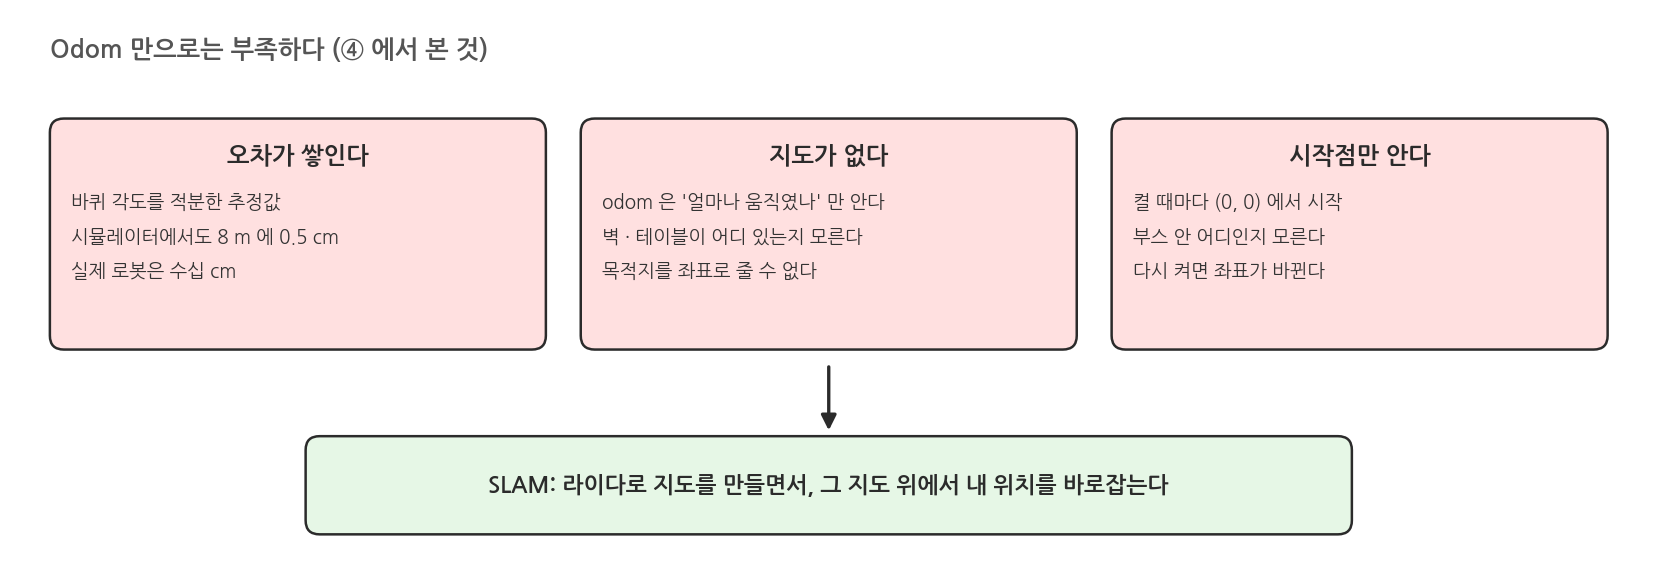 Odom 만으로는 부족하다 (④ 에서 본 것)
오차가 쌓인다
바퀴 각도를 적분한 추정값
시뮬레이터에서도 8 m 에 0.5 cm
실제 로봇은 수십 cm
지도가 없다
odom 은 '얼마나 움직였나' 만 안다
벽 · 테이블이 어디 있는지 모른다
목적지를 좌표로 줄 수 없다
시작점만 안다
켤 때마다 (0, 0) 에서 시작
부스 안 어디인지 모른다
다시 켜면 좌표가 바뀐다
SLAM: 라이다로 지도를 만들면서, 그 지도 위에서 내 위치를 바로잡는다